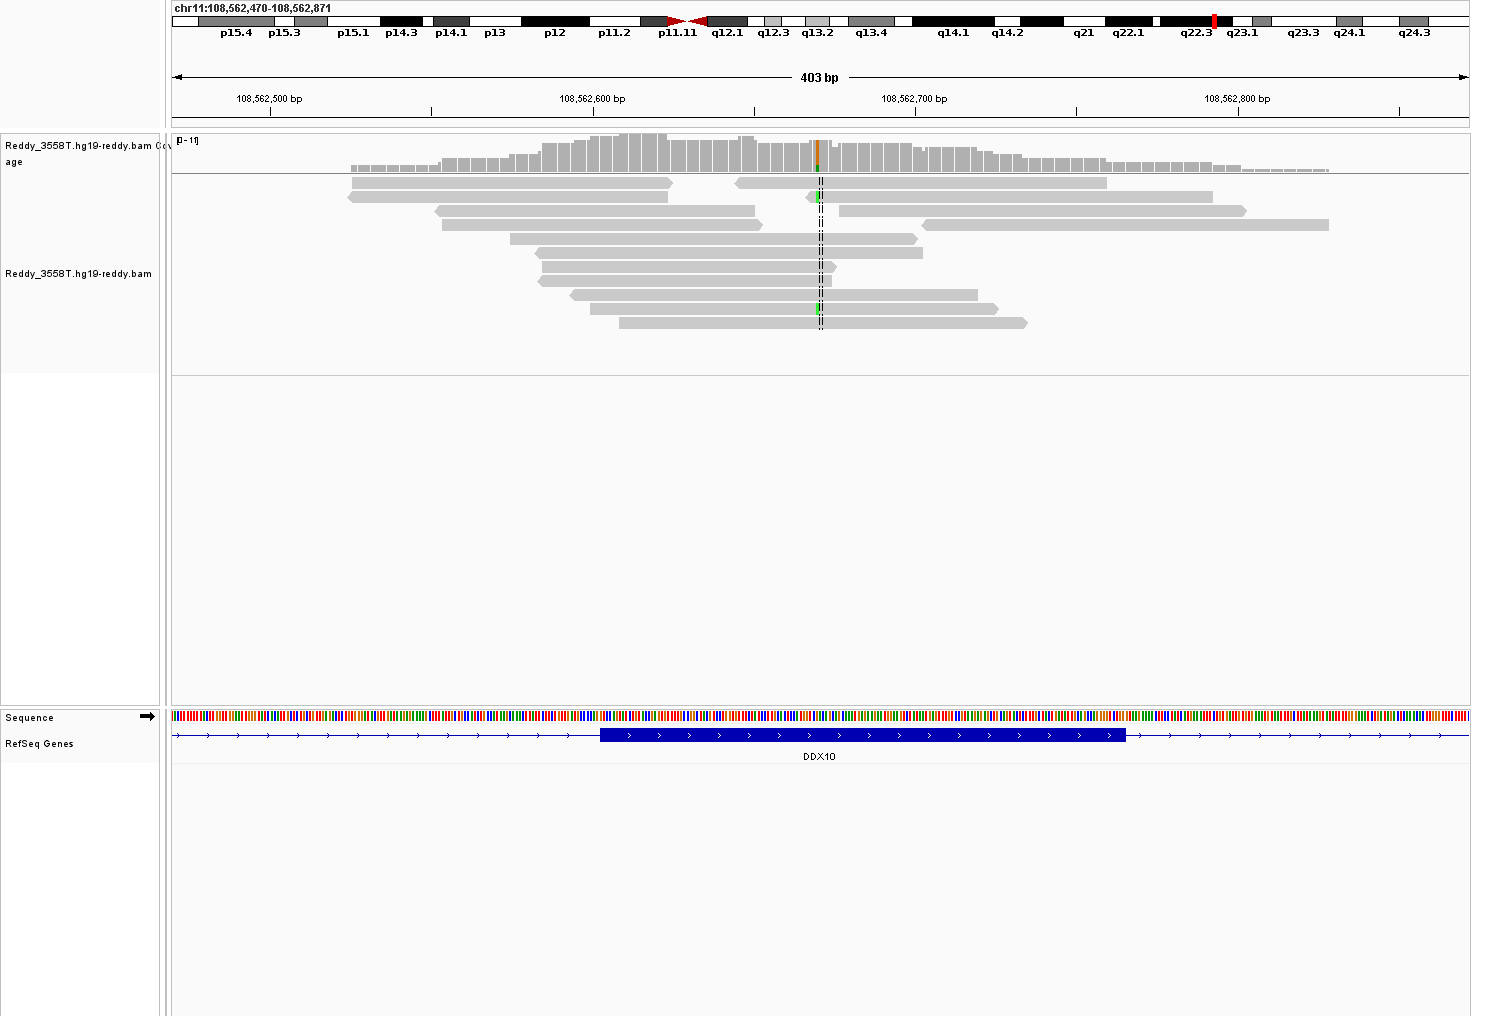 chr11:108,562,470-108,562,871
p15.4 p15.3 p15.1 p14.3 p14.1 p13 p12 p11.2 p11.11 q12.1 q12.3 q13.2 q13.4 q14.1 q14.2 q21 q22.1 q22.3 q23.1 q23.3 q24.1 q24.3
403 bp
108,562,500 bp 108,562,600 bp 108,562,700 bp 108,562,800 bp
[0 - 11]
Reddy_3558T.hg19-reddy.bam Cov
age
Reddy_3558T.hg19-reddy.bam
Sequence
RefSeq Genes
DDX10